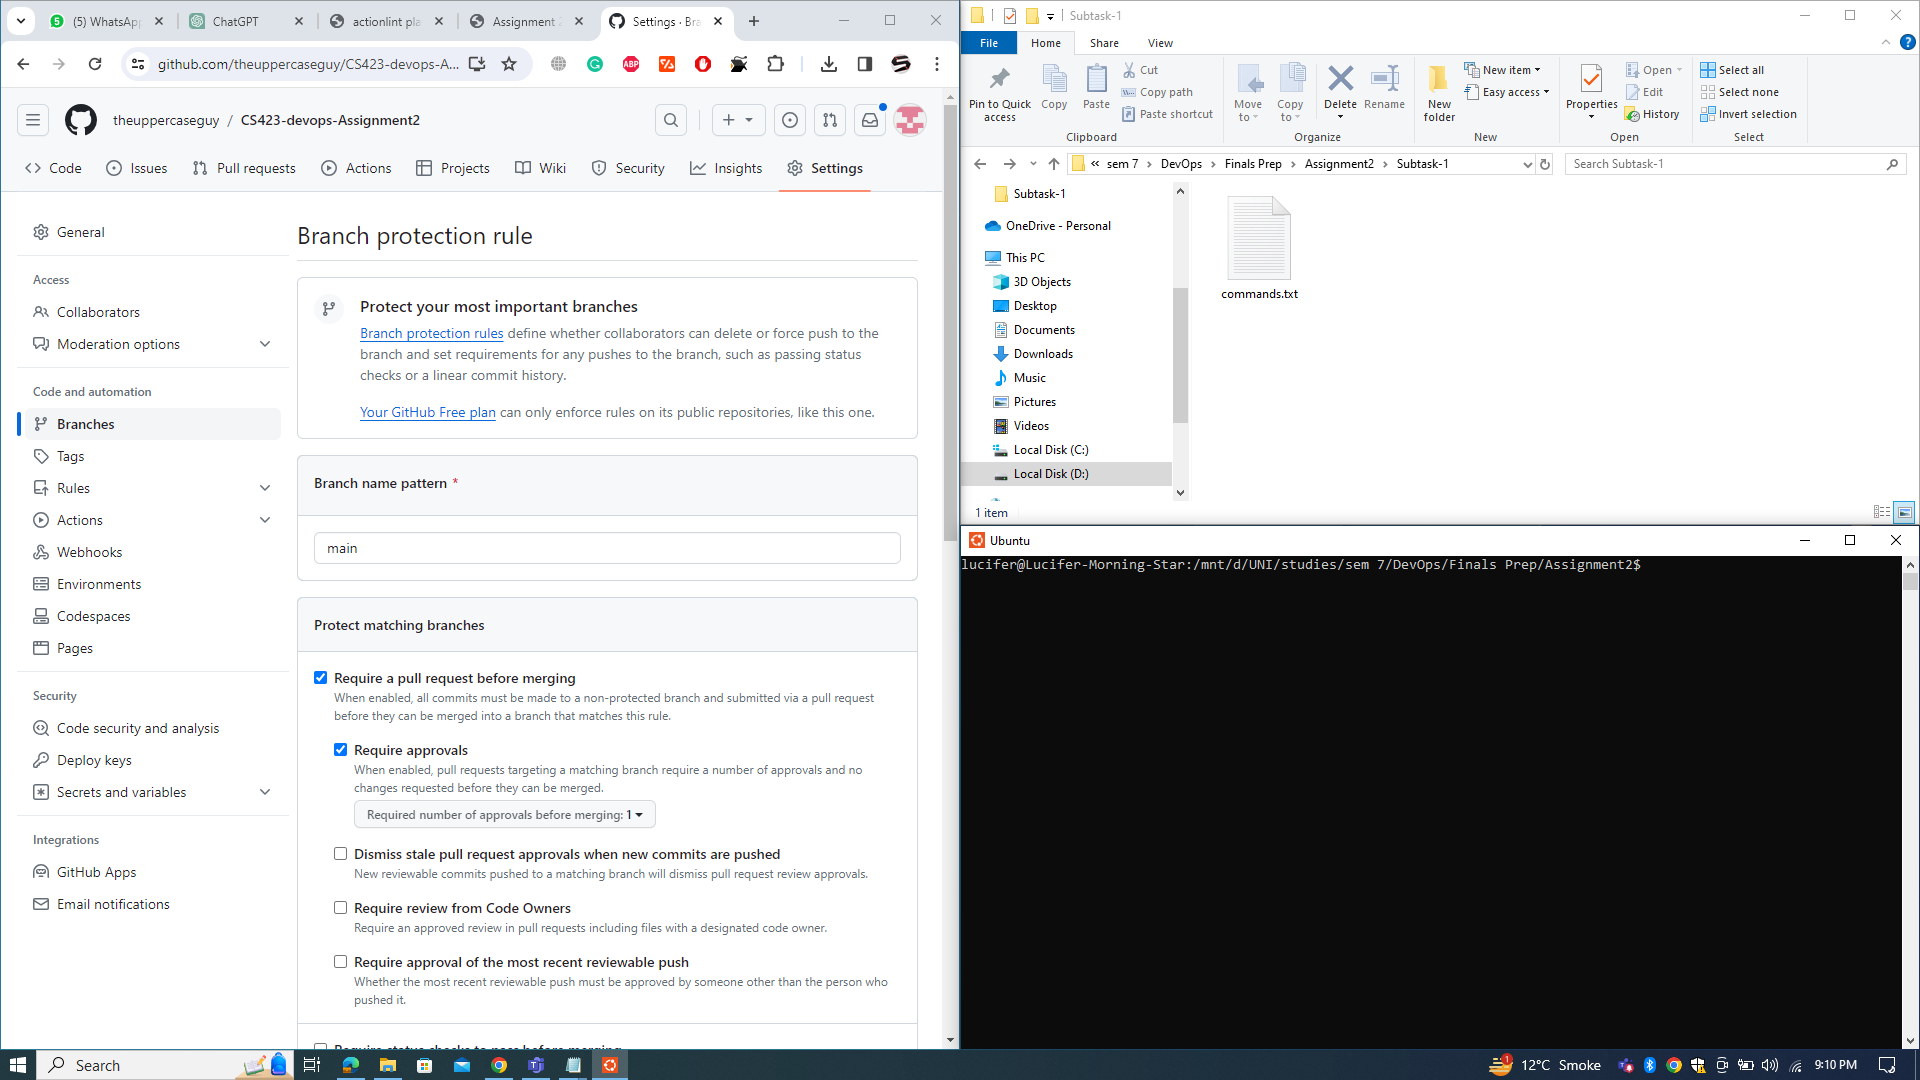 (5) WhatsApp
ChatGPT
actionlint pla
Assignment 2
Settings · Bra
github.com/theuppercaseguy/CS423-devops-A...
theuppercaseguy / CS423-devops-Assignment2
Code
Issues
Pull requests
Actions
Projects
Wiki
Security
Insights
Settings
General
Access
Collaborators
Moderation options
Code and automation
Branches
Tags
Rules
Actions
Webhooks
Environments
Codespaces
Pages
Security
Code security and analysis
Deploy keys
Secrets and variables
Integrations
GitHub Apps
Email notifications
Branch protection rule
Protect your most important branches
Branch protection rules define whether collaborators can delete or force push to the
branch and set requirements for any pushes to the branch, such as passing status
checks or a linear commit history.
Your GitHub Free plan can only enforce rules on its public repositories, like this one.
Branch name pattern *
main
Protect matching branches
Require a pull request before merging
When enabled, all commits must be made to a non-protected branch and submitted via a pull request
before they can be merged into a branch that matches this rule.
Require approvals
When enabled, pull requests targeting a matching branch require a number of approvals and no
changes requested before they can be merged.
Required number of approvals before merging: 1
Dismiss stale pull request approvals when new commits are pushed
New reviewable commits pushed to a matching branch will dismiss pull request review approvals.
Require review from Code Owners
Require an approved review in pull requests including files with a designated code owner.
Require approval of the most recent reviewable push
Whether the most recent reviewable push must be approved by someone other than the person who
pushed it.
Require status checks to pass before merging
Subtask-1
File
Home
Share
View
Pin to Quick
access
Copy
Paste
Cut
Copy path
Paste shortcut
Clipboard
Move
to
Copy
to
Delete
Rename
Organize
New
folder
New item
Easy access
New
Properties
Open
Edit
History
Open
Select all
Select none
Invert selection
Select
« sem 7 > DevOps > Finals Prep > Assignment2 > Subtask-1
Search Subtask-1
Subtask-1
OneDrive - Personal
This PC
3D Objects
Desktop
Documents
Downloads
Music
Pictures
Videos
Local Disk (C:)
Local Disk (D:)
commands.txt
1 item
Ubuntu
lucifer@Lucifer-Morning-Star:/mnt/d/UNI/studies/sem 7/DevOps/Finals Prep/Assignment2$
Search
1
12°C Smoke
9:10 PM